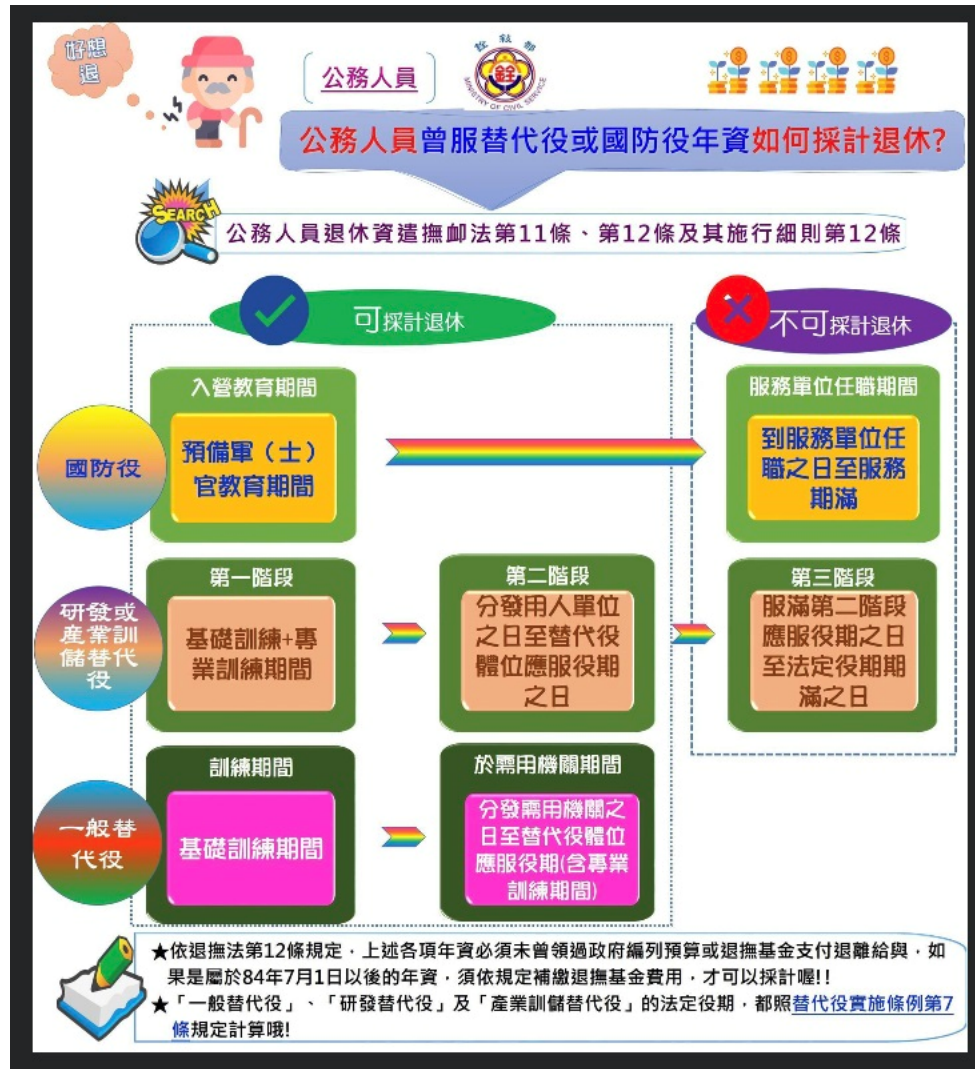 好想
退
公務人員
銓敘部
MINISTRY OF CIVIL SERVICE
銓
公務人員曾服替代役或國防役年資如何採計退休?
SEARCH
公務人員退休資遣撫卹法第11條、第12條及其施行細則第12條
可採計退休
不可採計退休
國防役
入營教育期間
預備軍（士）
官教育期間
服務單位任職期間
到服務單位任
職之日至服務
期滿
研發或
產業訓
儲替代
役
第一階段
基礎訓練+專
業訓練期間
第二階段
分發用人單位
之日至替代役
體位應服役期
之日
第三階段
服滿第二階段
應服役期之日
至法定役期期
滿之日
一般替
代役
訓練期間
基礎訓練期間
於需用機關期間
分發需用機關之
日至替代役體位
應服役期(含專業
訓練期間)
★依退撫法第12條規定，上述各項年資必須未曾領過政府編列預算或退撫基金支付退離給與，如
果是屬於84年7月1日以後的年資，須依規定補繳退撫基金費用，才可以採計喔!!
★「一般替代役」、「研發替代役」及「產業訓儲替代役」的法定役期，都照替代役實施條例第7
條規定計算哦!